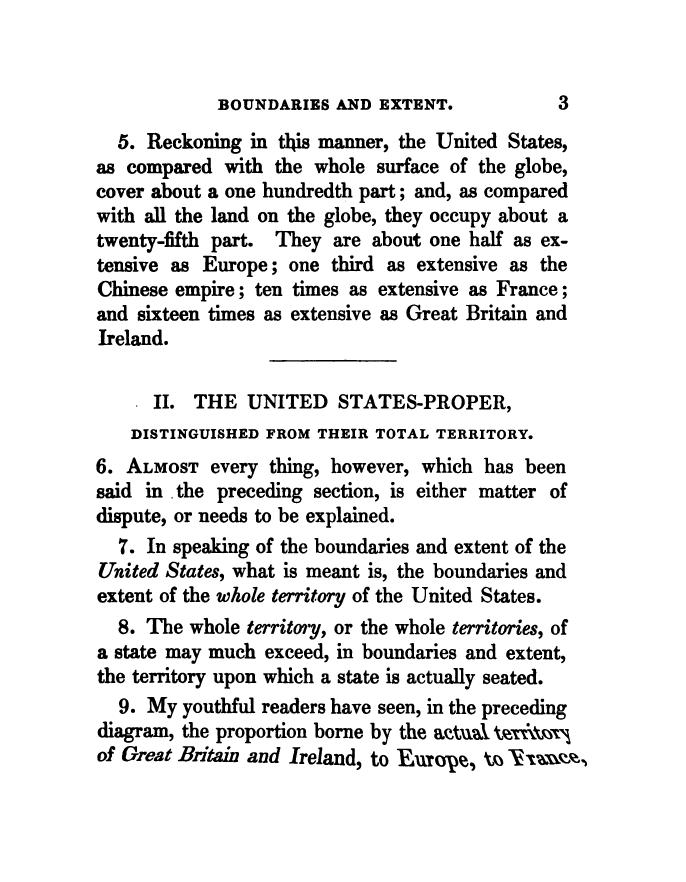 BOUNDARIES AND EXTENT. 3
5. Reckoning in this manner, the United States,
as compared with the whole surface of the globe,
cover about a one hundredth part; and, as compared
with all the land on the globe, they occupy about a
twenty-fifth part. They are about one half as ex-
tensive as Europe; one third as extensive as the
Chinese empire; ten times as extensive as France;
and sixteen times as extensive as Great Britain and
Ireland.
II. THE UNITED STATES-PROPER,
DISTINGUISHED FROM THEIR TOTAL TERRITORY.
6. ALMOST every thing, however, which has been
said in the preceding section, is either matter of
dispute, or needs to be explained.
7. In speaking of the boundaries and extent of the
United States, what is meant is, the boundaries and
extent of the whole territory of the United States.
8. The whole territory, or the whole territories, of
a state may much exceed, in boundaries and extent,
the territory upon which a state is actually seated.
9. My youthful readers have seen, in the preceding
diagram, the proportion borne by the actual territory
of Great Britain and Ireland, to Europe, to France,